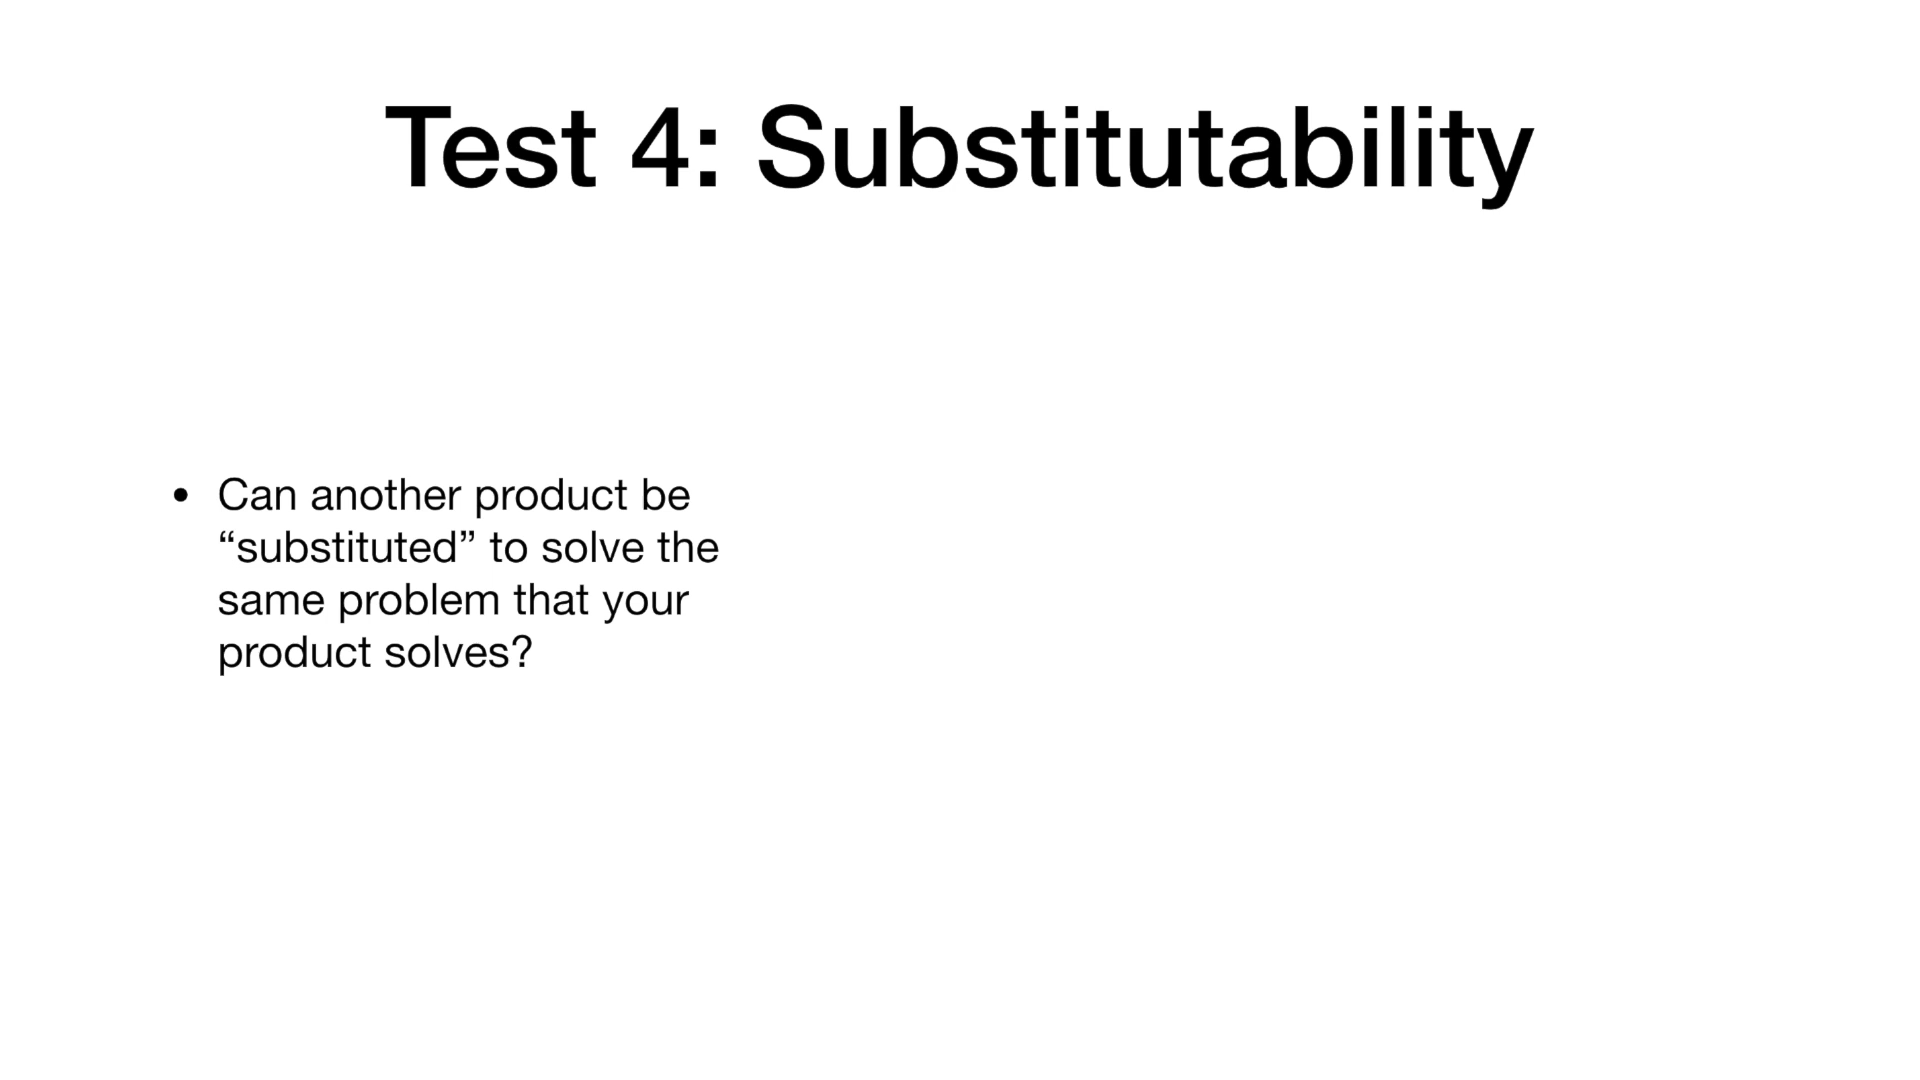 Test 4: Substitutability
• Can another product be
“substituted” to solve the
same problem that your
product solves?